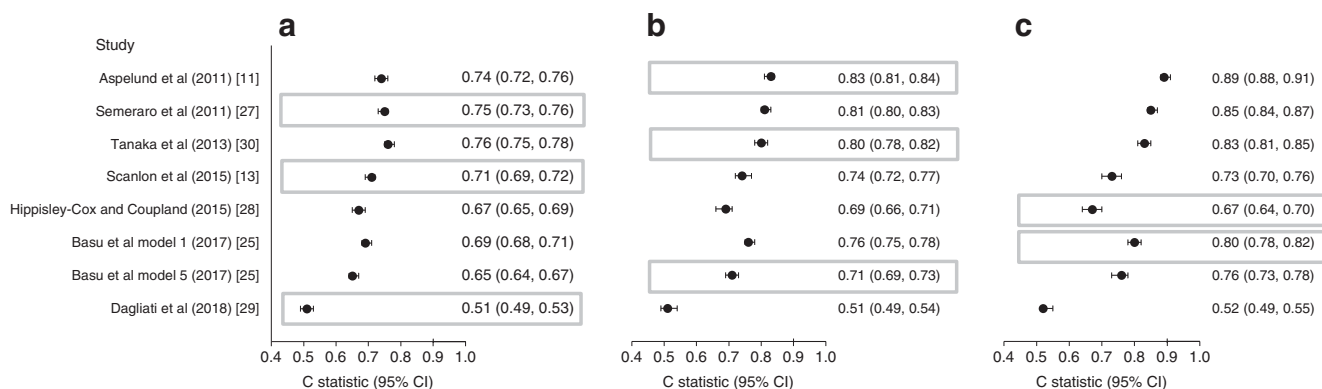 a b c
Study
Aspelund et al (2011) [11] 0.74 (0.72, 0.76) 0.83 (0.81, 0.84) 0.89 (0.88, 0.91)
Semeraro et al (2011) [27] 0.75 (0.73, 0.76) 0.81 (0.80, 0.83) 0.85 (0.84, 0.87)
Tanaka et al (2013) [30] 0.76 (0.75, 0.78) 0.80 (0.78, 0.82) 0.83 (0.81, 0.85)
Scanlon et al (2015) [13] 0.71 (0.69, 0.72) 0.74 (0.72, 0.77) 0.73 (0.70, 0.76)
Hippisley-Cox and Coupland (2015) [28] 0.67 (0.65, 0.69) 0.69 (0.66, 0.71) 0.67 (0.64, 0.70)
Basu et al model 1 (2017) [25] 0.69 (0.68, 0.71) 0.76 (0.75, 0.78) 0.80 (0.78, 0.82)
Basu et al model 5 (2017) [25] 0.65 (0.64, 0.67) 0.71 (0.69, 0.73) 0.76 (0.73, 0.78)
Dagliati et al (2018) [29] 0.51 (0.49, 0.53) 0.51 (0.49, 0.54) 0.52 (0.49, 0.55)
0.4 0.5 0.6 0.7 0.8 0.9 1.0 0.4 0.5 0.6 0.7 0.8 0.9 1.0 0.4 0.5 0.6 0.7 0.8 0.9 1.0
C statistic (95% CI) C statistic (95% CI) C statistic (95% CI)